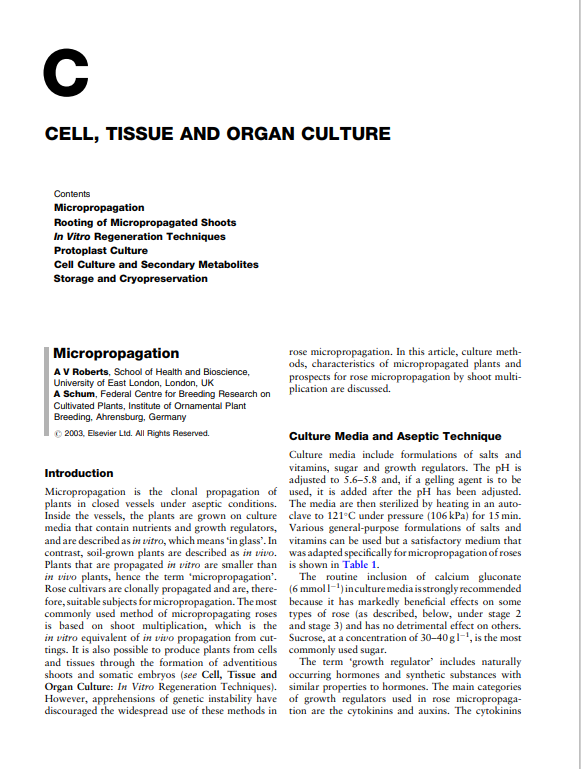 C
CELL, TISSUE AND ORGAN CULTURE
Contents
Micropropagation
Rooting of Micropropagated Shoots
In Vitro Regeneration Techniques
Protoplast Culture
Cell Culture and Secondary Metabolites
Storage and Cryopreservation
Micropropagation
A V Roberts, School of Health and Bioscience,
University of East London, London, UK
A Schum, Federal Centre for Breeding Research on
Cultivated Plants, Institute of Ornamental Plant
Breeding, Ahrensburg, Germany
© 2003, Elsevier Ltd. All Rights Reserved.
Introduction
Micropropagation is the clonal propagation of
plants in closed vessels under aseptic conditions.
Inside the vessels, the plants are grown on culture
media that contain nutrients and growth regulators,
and are described as in vitro, which means ‘in glass’. In
contrast, soil-grown plants are described as in vivo.
Plants that are propagated in vitro are smaller than
in vivo plants, hence the term ‘micropropagation’.
Rose cultivars are clonally propagated and are, there-
fore, suitable subjects for micropropagation. The most
commonly used method of micropropagating roses
is based on shoot multiplication, which is the
in vitro equivalent of in vivo propagation from cut-
tings. It is also possible to produce plants from cells
and tissues through the formation of adventitious
shoots and somatic embryos (see Cell, Tissue and
Organ Culture: In Vitro Regeneration Techniques).
However, apprehensions of genetic instability have
discouraged the widespread use of these methods in
rose micropropagation. In this article, culture meth-
ods, characteristics of micropropagated plants and
prospects for rose micropropagation by shoot multi-
plication are discussed.
Culture Media and Aseptic Technique
Culture media include formulations of salts and
vitamins, sugar and growth regulators. The pH is
adjusted to 5.6–5.8 and, if a gelling agent is to be
used, it is added after the pH has been adjusted.
The media are then sterilized by heating in an auto-
clave to 121°C under pressure (106 kPa) for 15 min.
Various general-purpose formulations of salts and
vitamins can be used but a satisfactory medium that
was adapted specifically for micropropagation of roses
is shown in Table 1.
The routine inclusion of calcium gluconate
(6 mmol l⁻¹) in culture media is strongly recommended
because it has markedly beneficial effects on some
types of rose (as described, below, under stage 2
and stage 3) and has no detrimental effect on others.
Sucrose, at a concentration of 30–40 g l⁻¹, is the most
commonly used sugar.
The term ‘growth regulator’ includes naturally
occurring hormones and synthetic substances with
similar properties to hormones. The main categories
of growth regulators used in rose micropropaga-
tion are the cytokinins and auxins. The cytokinins